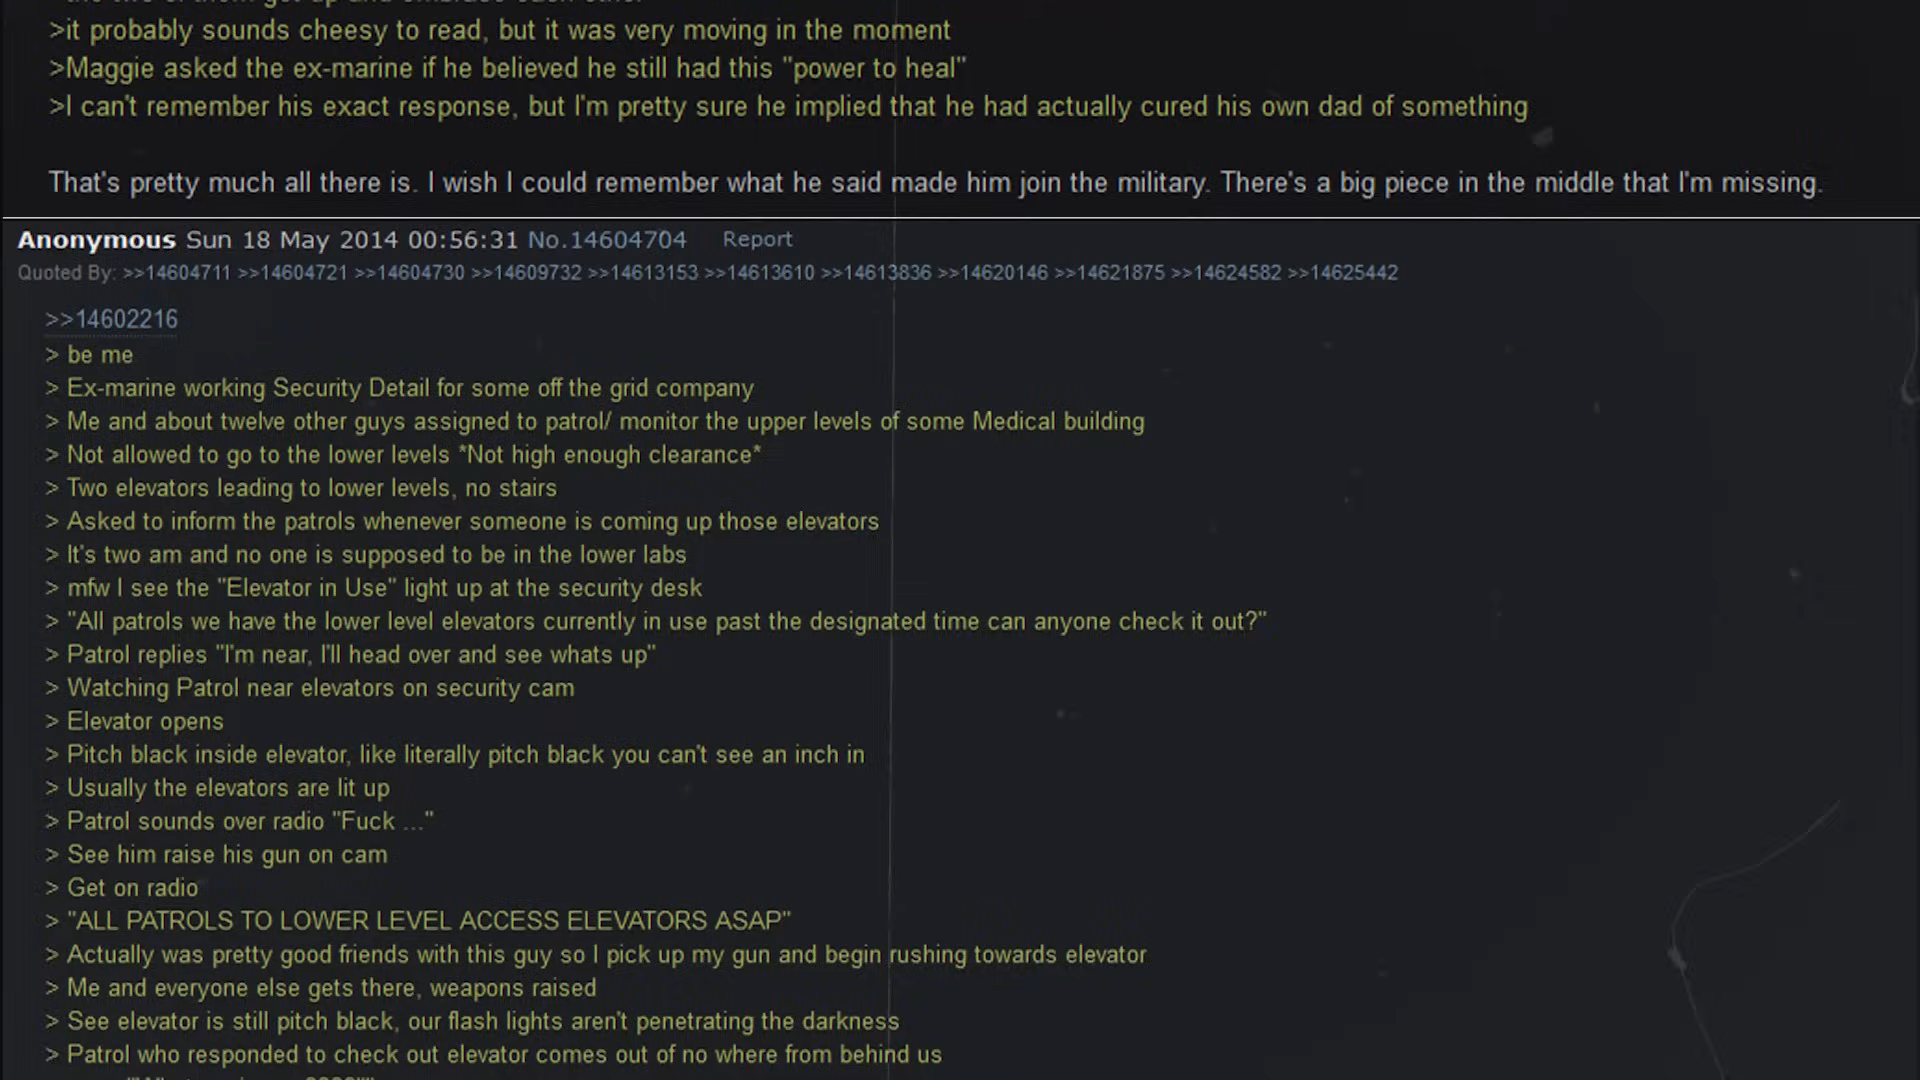 >it probably sounds cheesy to read, but it was very moving in the moment
>Maggie asked the ex-marine if he believed he still had this "power to heal"
>I can't remember his exact response, but I'm pretty sure he implied that he had actually cured his own dad of something
That's pretty much all there is. I wish I could remember what he said made him join the military. There's a big piece in the middle that I'm missing.
Anonymous Sun 18 May 2014 00:56:31 No.14604704 Report
Quoted By: >>14604711 >>14604721 >>14604730 >>14609732 >>14613153 >>14613610 >>14613836 >>14620146 >>14621875 >>14624582 >>14625442
>>14602216
> be me
> Ex-marine working Security Detail for some off the grid company
> Me and about twelve other guys assigned to patrol/ monitor the upper levels of some Medical building
> Not allowed to go to the lower levels *Not high enough clearance*
> Two elevators leading to lower levels, no stairs
> Asked to inform the patrols whenever someone is coming up those elevators
> It's two am and no one is supposed to be in the lower labs
> mfw I see the "Elevator in Use" light up at the security desk
> "All patrols we have the lower level elevators currently in use past the designated time can anyone check it out?"
> Patrol replies "I'm near, I'll head over and see whats up"
> Watching Patrol near elevators on security cam
> Elevator opens
> Pitch black inside elevator, like literally pitch black you can't see an inch in
> Usually the elevators are lit up
> Patrol sounds over radio "Fuck ..."
> See him raise his gun on cam
> Get on radio
> "ALL PATROLS TO LOWER LEVEL ACCESS ELEVATORS ASAP"
> Actually was pretty good friends with this guy so I pick up my gun and begin rushing towards elevator
> Me and everyone else gets there, weapons raised
> See elevator is still pitch black, our flash lights aren't penetrating the darkness
> Patrol who responded to check out elevator comes out of no where from behind us